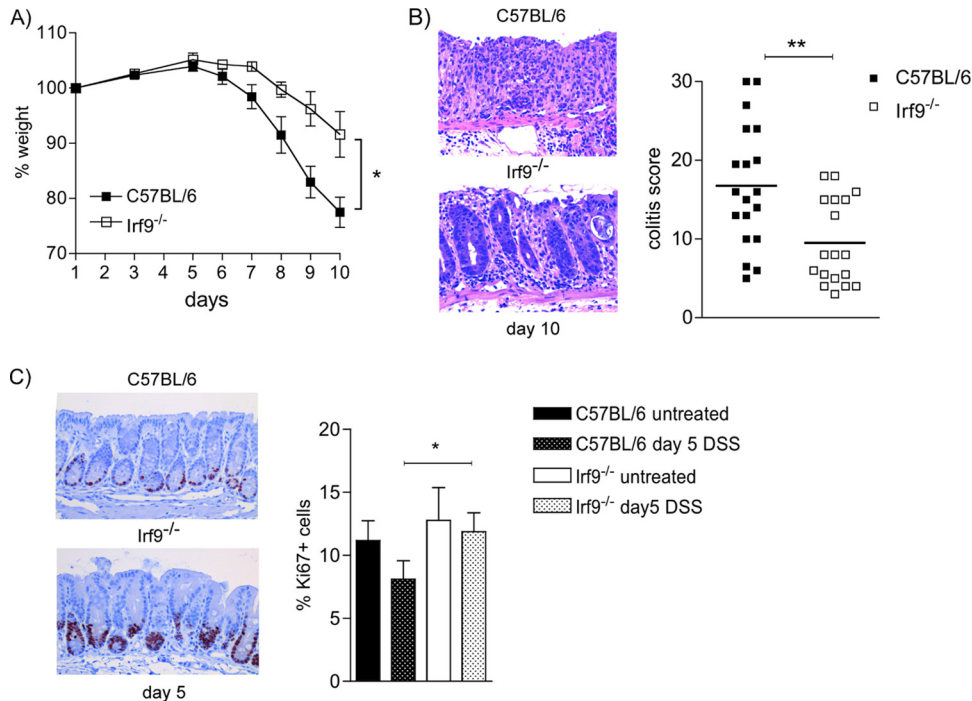 A)
% weight
110
100
90
80
70
C57BL/6
Irf9-/-
*
1 2 3 4 5 6 7 8 9 10
days
B)
C57BL/6
Irf9-/-
day 10
**
colitis score
30
20
10
0
C57BL/6
Irf9-/-
C)
C57BL/6
Irf9-/-
day 5
% Ki67+ cells
20
15
10
5
0
*
C57BL/6 untreated
C57BL/6 day 5 DSS
Irf9-/- untreated
Irf9-/- day5 DSS